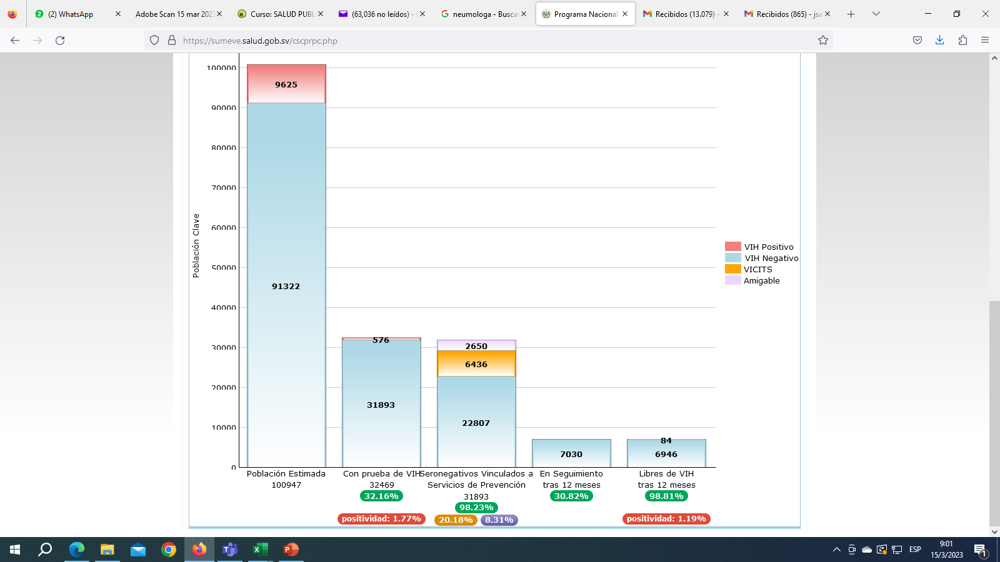 (2) WhatsApp
Adobe Scan 15 mar 2023
Curso: SALUD PUBL
(63,036 no leídos) - s
neumologa - Busca
Programa Nacional
Recibidos (13.079) -
Recibidos (865) - jsa
https://sumeve.salud.gob.sv/cscprpc.php
Población Clave
100000
90000
80000
70000
60000
50000
40000
30000
20000
10000
0
9625
91322
576
31893
2650
6436
22807
7030
84
6946
VIH Positivo
VIH Negativo
VICITS
Amigable
Población Estimada
100947
Con prueba de VIH
32469
32.16%
positividad: 1.77%
Seronegativos Vinculados a
Servicios de Prevención
31893
98.23%
20.18% 8.31%
En Seguimiento
tras 12 meses
30.82%
Libres de VIH
tras 12 meses
98.81%
positividad: 1.19%
ESP
9:01
15/3/2023
1